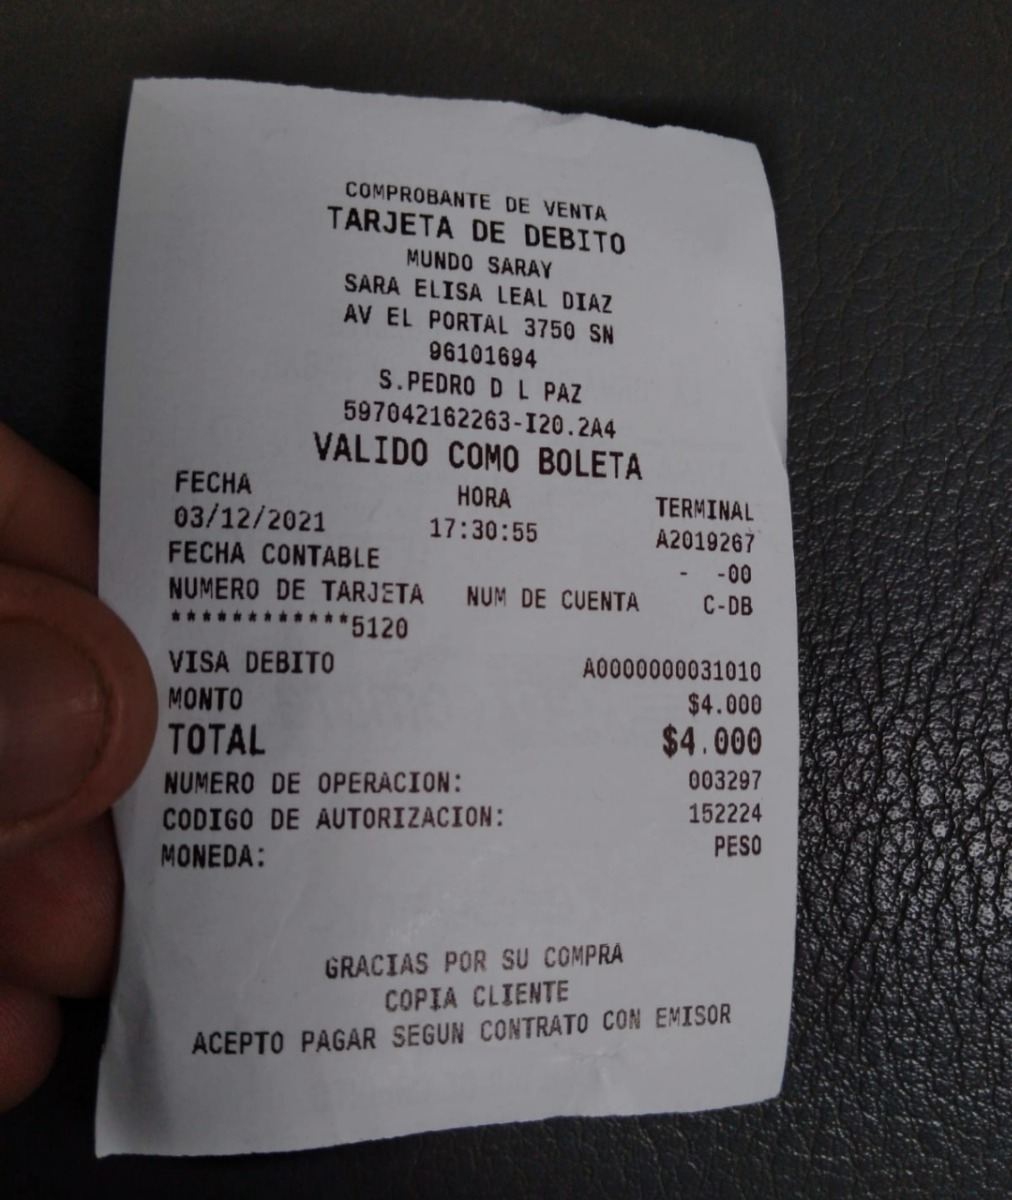 COMPROBANTE DE VENTA
TARJETA DE DEBITO
MUNDO SARAY
SARA ELISA LEAL DIAZ
AV EL PORTAL 3750 SN
96101694
S.PEDRO D L PAZ
597042162263-I20.2A4
VALIDO COMO BOLETA
FECHA HORA TERMINAL
03/12/2021 17:30:55 A2019267
FECHA CONTABLE - -00
NUMERO DE TARJETA NUM DE CUENTA C-DB
************5120
VISA DEBITO A0000000031010
MONTO $4.000
TOTAL $4.000
NUMERO DE OPERACION: 003297
CODIGO DE AUTORIZACION: 152224
MONEDA: PESO
GRACIAS POR SU COMPRA
COPIA CLIENTE
ACEPTO PAGAR SEGUN CONTRATO CON EMISOR